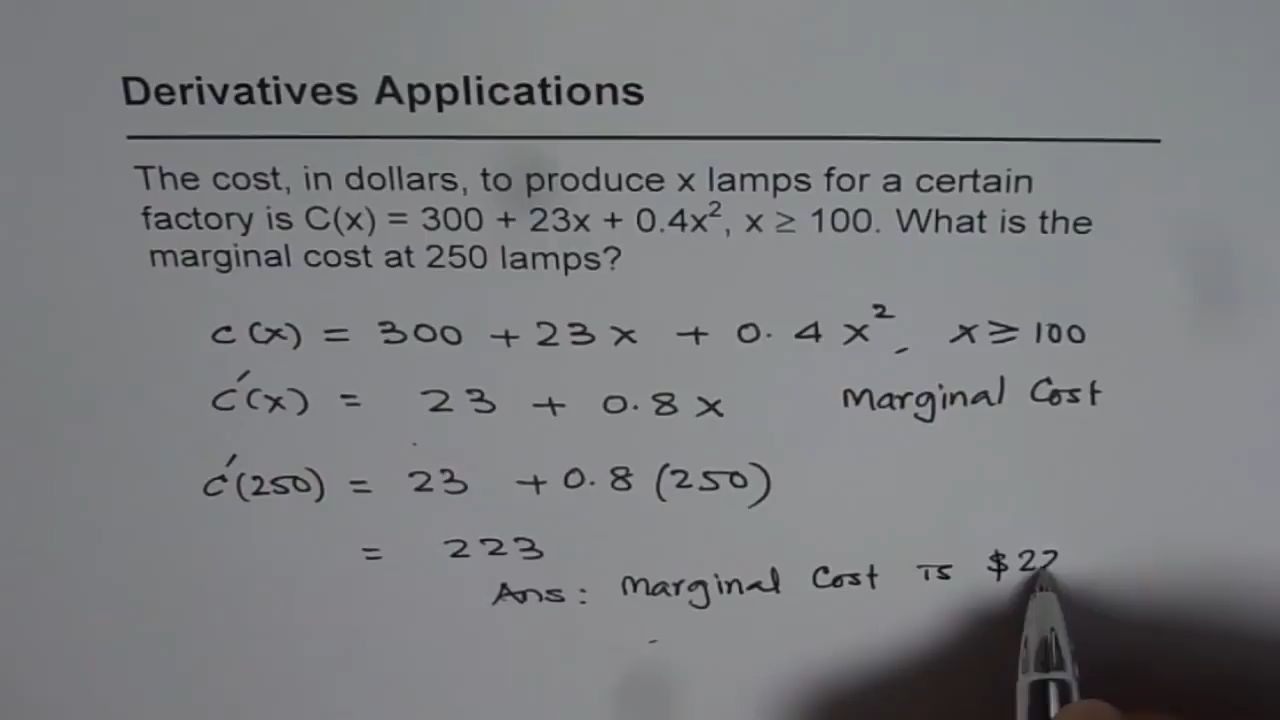 Derivatives Applications
The cost, in dollars, to produce x lamps for a certain
factory is C(x) = 300 + 23x + 0.4x², x ≥ 100. What is the
marginal cost at 250 lamps?
C(x) = 300 + 23x + 0.4x², x ≥ 100
C'(x) = 23 + 0.8x Marginal Cost
C'(250) = 23 + 0.8 (250)
= 223
Ans: Marginal Cost is $22